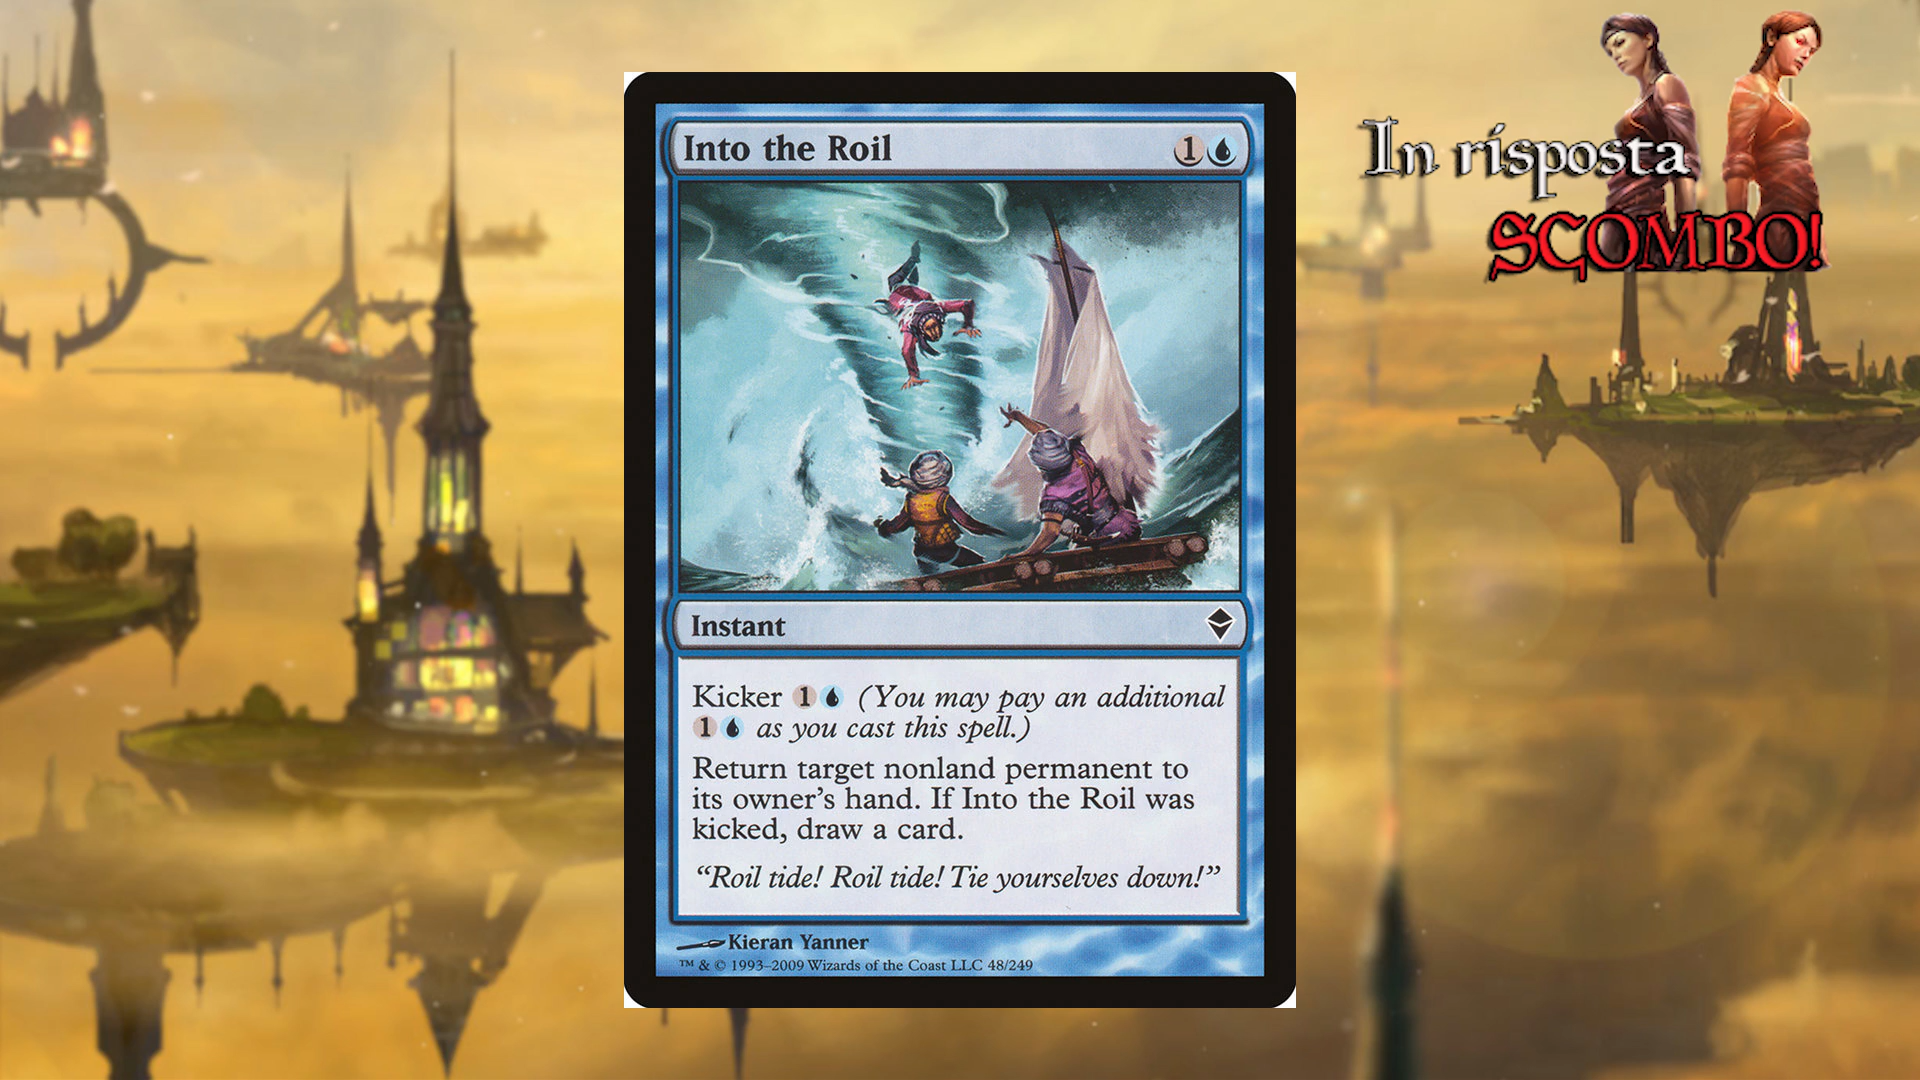 Into the Roil 1
In risposta
SCOMBO!
Instant
Kicker 1 (You may pay an additional
1 as you cast this spell.)
Return target nonland permanent to
its owner's hand. If Into the Roil was
kicked, draw a card.
“Roil tide! Roil tide! Tie yourselves down!”
Kieran Yanner
™ & © 1993–2009 Wizards of the Coast LLC 48/249